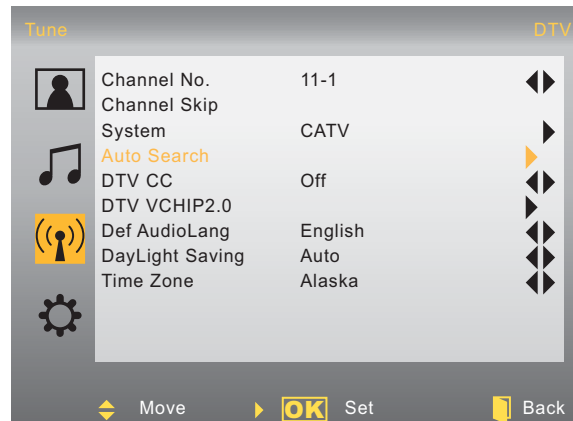 Tune DTV
Channel No. 11-1
Channel Skip
System CATV
Auto Search
DTV CC Off
DTV VCHIP2.0
Def AudioLang English
DayLight Saving Auto
Time Zone Alaska
Move OK Set Back